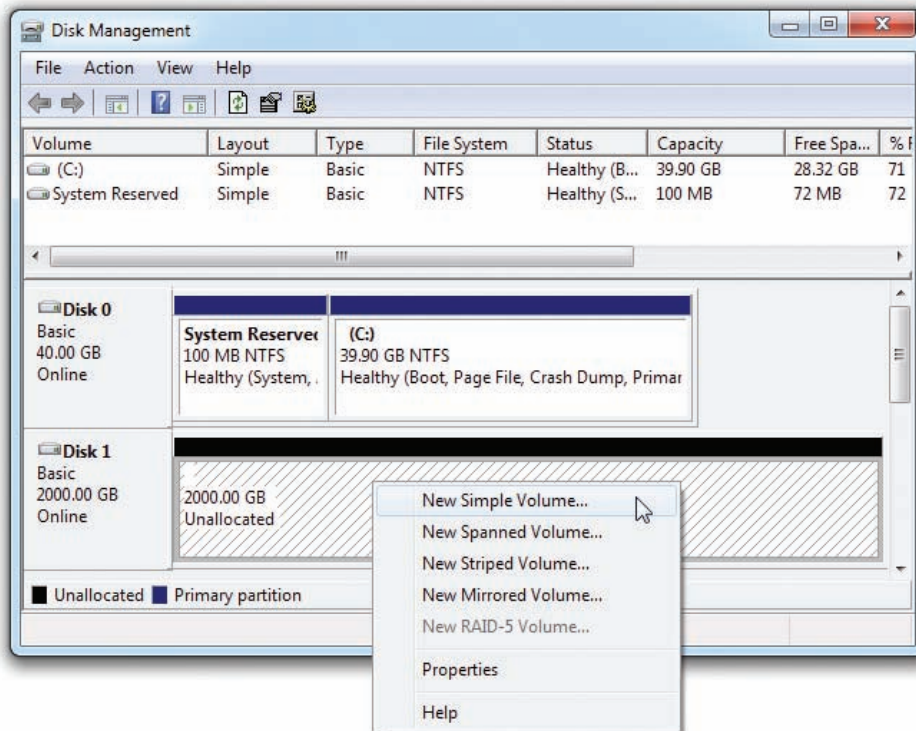 Disk Management
File Action View Help
Volume Layout Type File System Status Capacity Free Spa... % F
(C:) Simple Basic NTFS Healthy (B... 39.90 GB 28.32 GB 71
System Reserved Simple Basic NTFS Healthy (S... 100 MB 72 MB 72
Disk 0
Basic
40.00 GB
Online
System Reserved
100 MB NTFS
Healthy (System, .
(C:)
39.90 GB NTFS
Healthy (Boot, Page File, Crash Dump, Primar
Disk 1
Basic
2000.00 GB
Online
2000.00 GB
Unallocated
New Simple Volume...
New Spanned Volume...
New Striped Volume...
New Mirrored Volume...
New RAID-5 Volume...
Properties
Help
Unallocated Primary partition